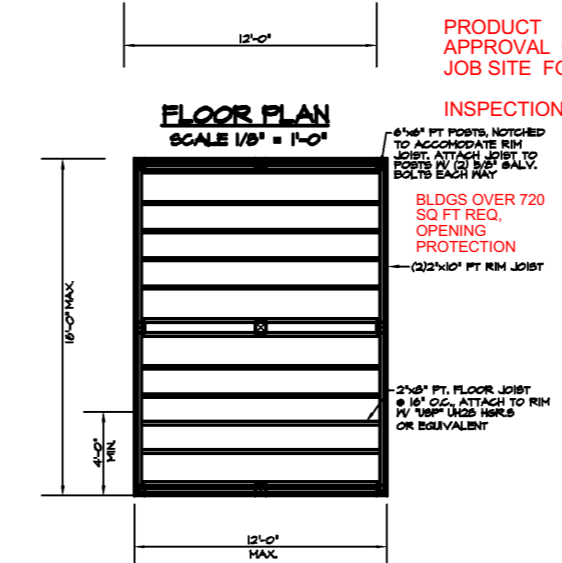 12'-0"
PRODUCT
APPROVAL
JOB SITE FO
INSPECTION
FLOOR PLAN
SCALE 1/8" = 1'-0"
6"x6" PT POSTS, NOTCHED
TO ACCOMODATE RIM
JOIST. ATTACH JOIST TO
POSTS W/ (2) 5/8" GALV.
BOLTS EACH WAY
BLDGS OVER 720
SQ FT REQ,
OPENING
PROTECTION
(2)2"x10" PT RIM JOIST
16'-0" MAX.
2"x8" PT. FLOOR JOIST
@ 16" O.C., ATTACH TO RIM
W/ "USP" UH28 HGRS
OR EQUIVALENT
4'-0"
MIN.
12'-0"
MAX.